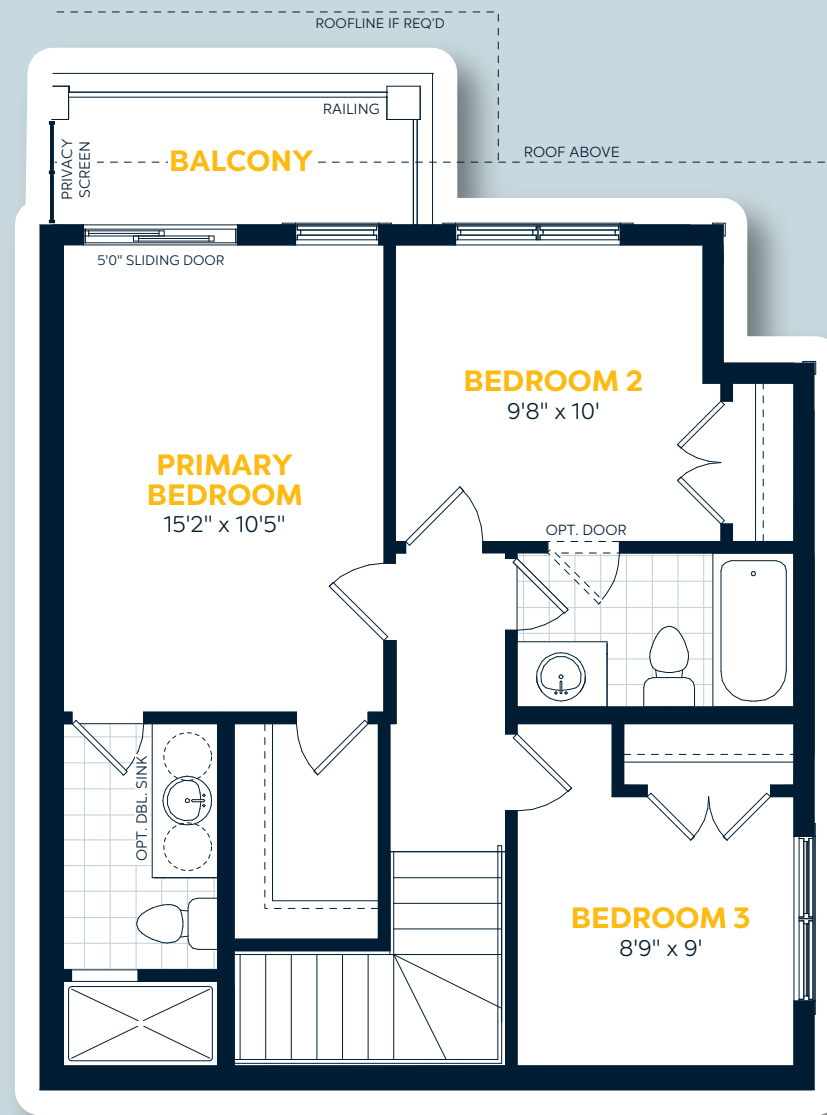 ROOFLINE IF REQ'D
RAILING
PRIVACY
SCREEN
BALCONY
ROOF ABOVE
5'0" SLIDING DOOR
BEDROOM 2
9'8" x 10'
PRIMARY
BEDROOM
15'2" x 10'5"
OPT. DOOR
OPT. DBL. SINK
BEDROOM 3
8'9" x 9'